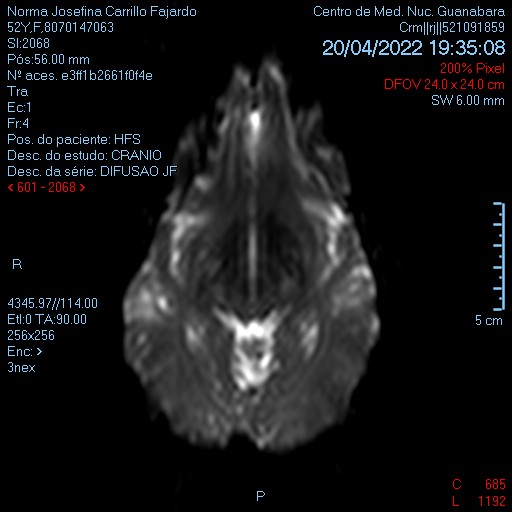 Norma Josefina Carrillo Fajardo
52Y,F,8070147063
SI:2068
Pós:56.00 mm
Nº aces. e3ff1b2661f0f4e
Tra
Ec:1
Fr:4
Pos. do paciente: HFS
Desc. do estudo: CRANIO
Desc. da série: DIFUSAO JF
< 601 - 2068 >
Centro de Med. Nuc. Guanabara
Crm||rj||521091859
20/04/2022 19:35:08
200% Pixel
DFOV 24.0 x 24.0 cm
SW 6.00 mm
R
5 cm
4345.97//114.00
Etl:0 TA:90.00
256x256
Enc: >
3nex
P
C 685
L 1192